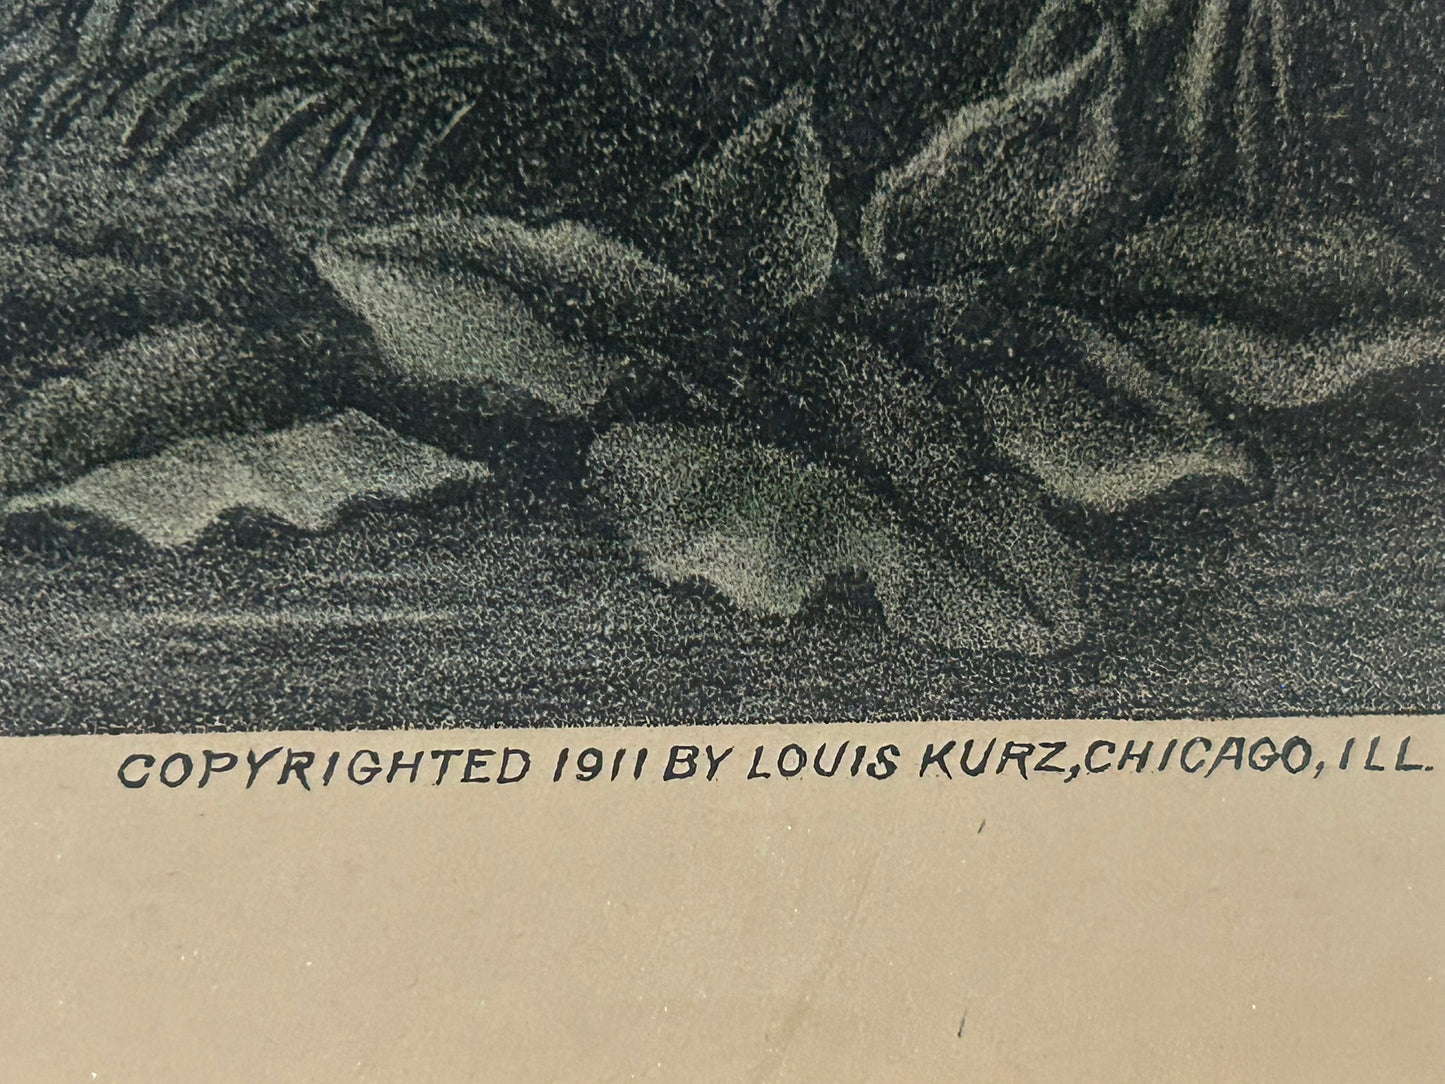 COPYRIGHTED 1911 BY LOUIS KURZ, CHICAGO, ILL.